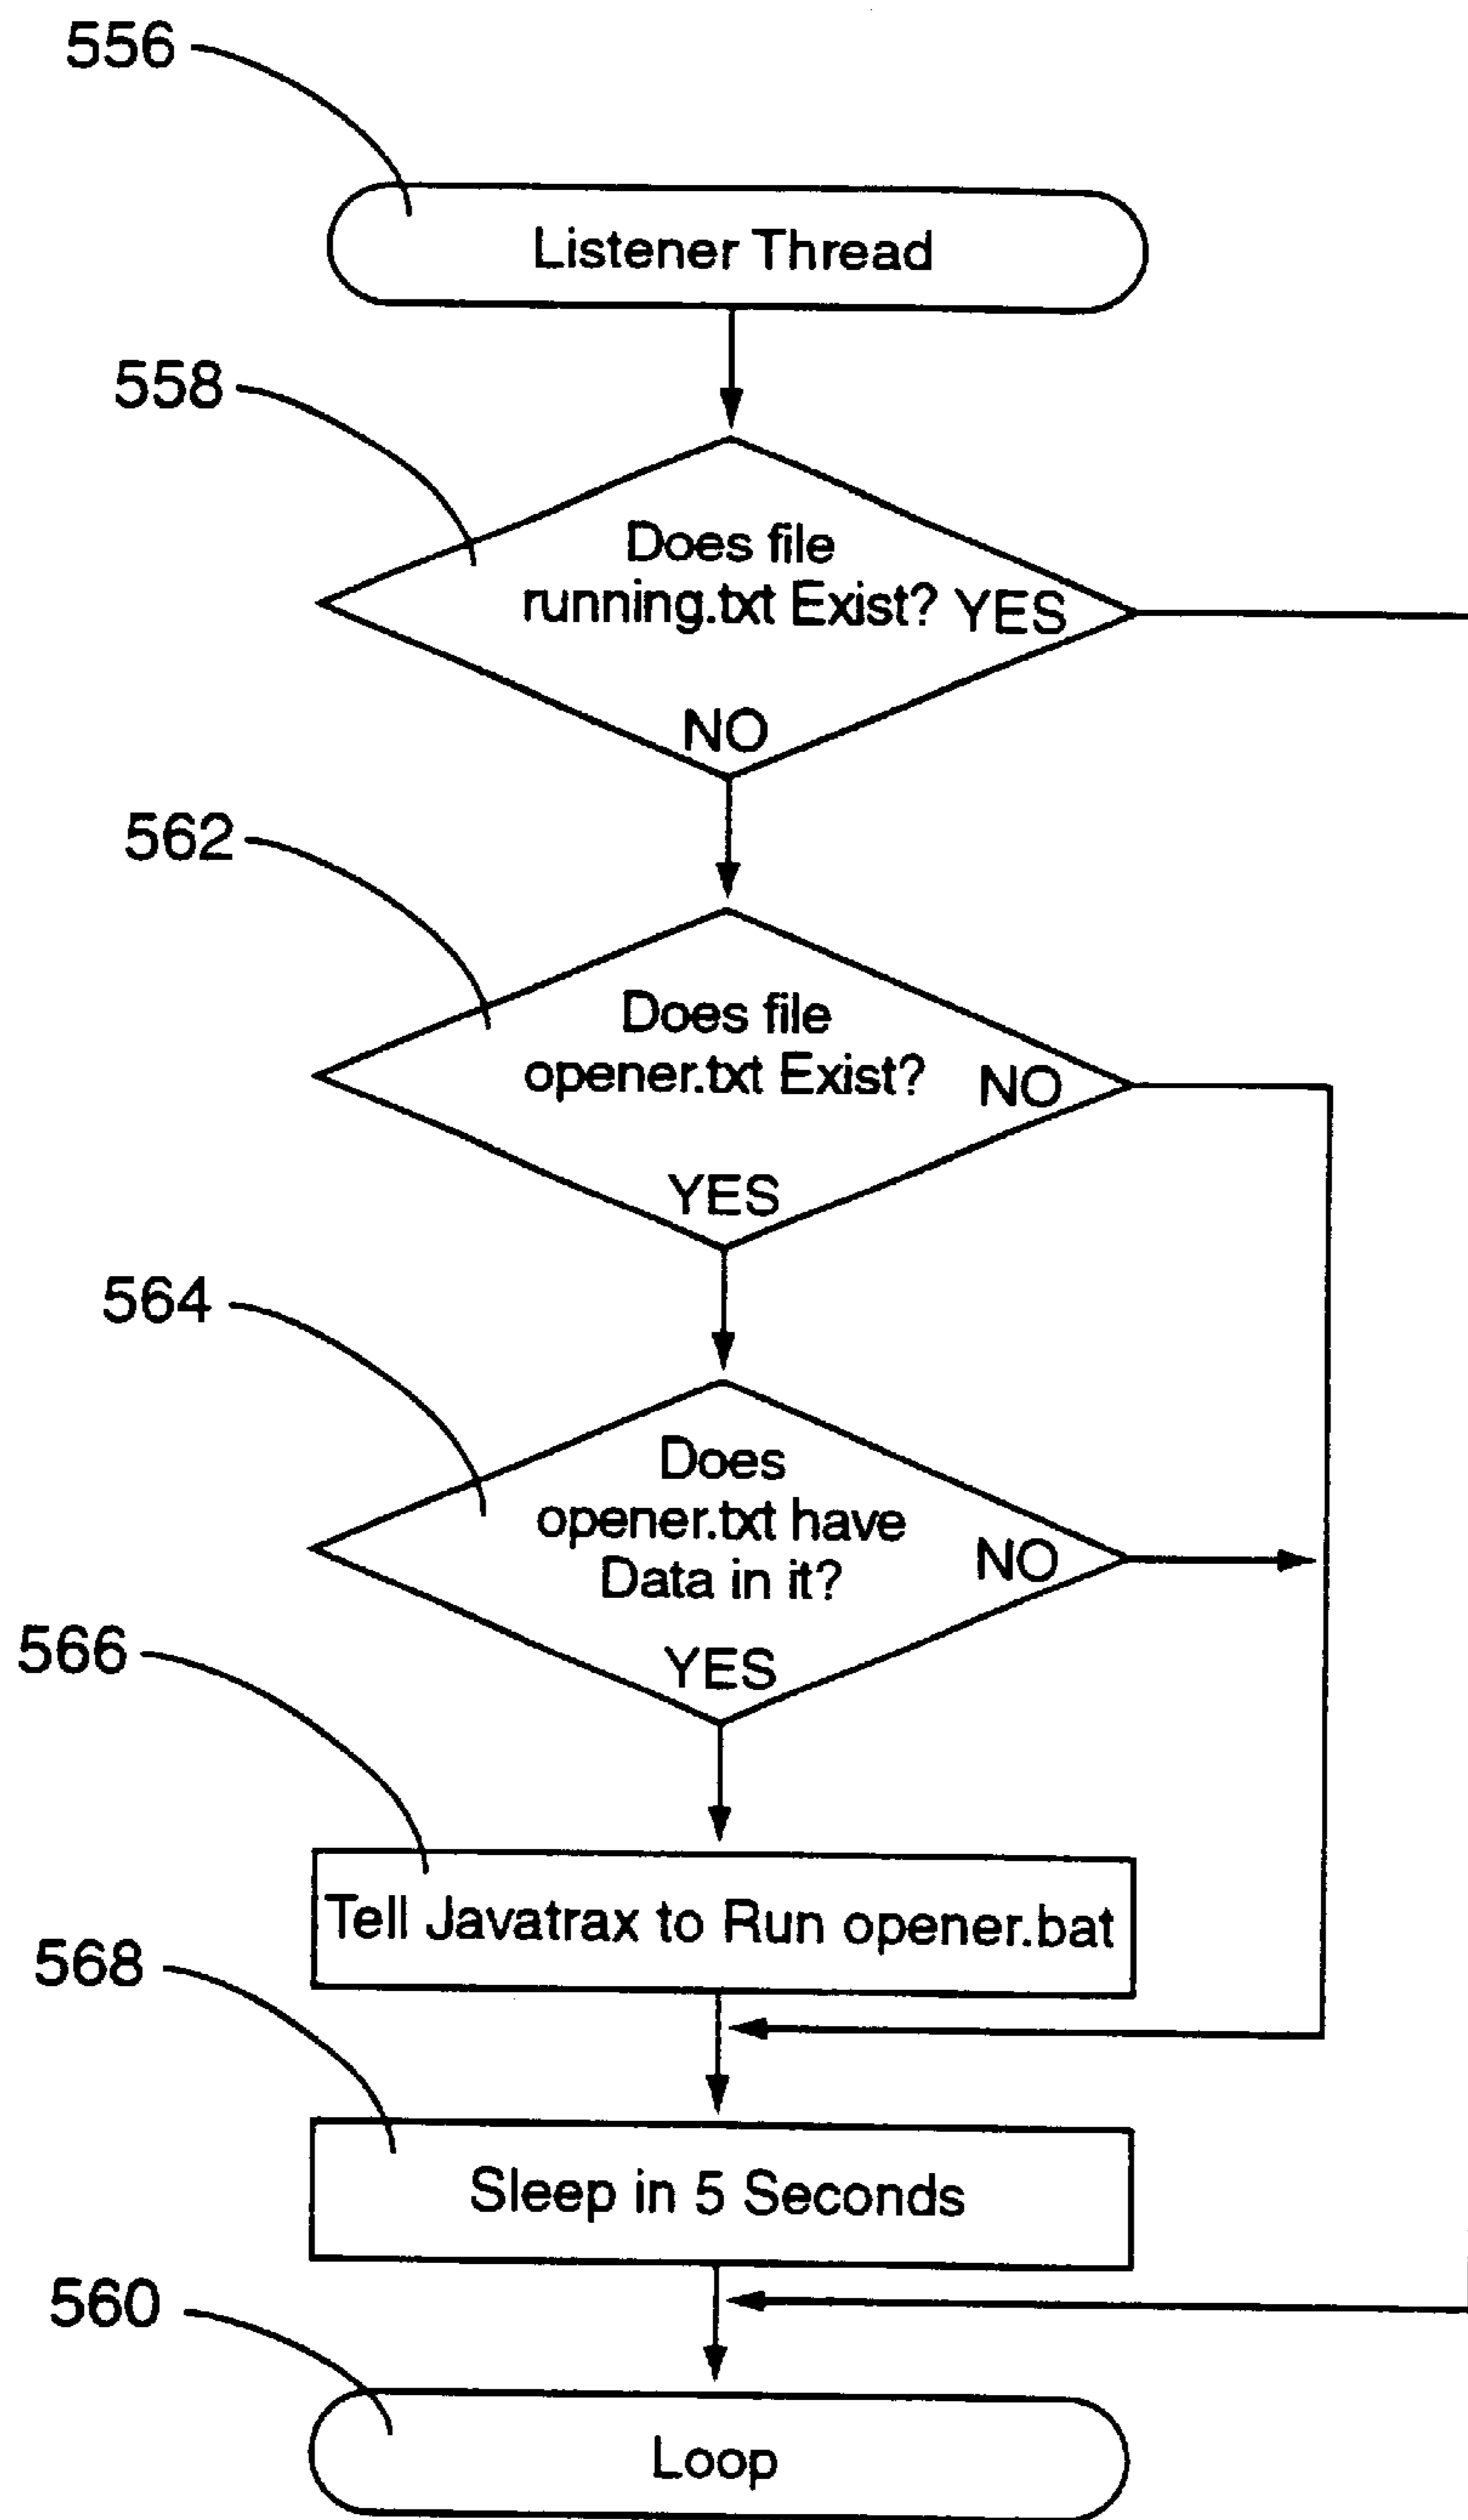 556
Listener Thread
558
Does file
running.txt Exist? YES
NO
562
Does file
opener.txt Exist? NO
YES
564
Does
opener.txt have
Data in it?
NO
YES
566
Tell Javatrax to Run opener.bat
568
Sleep in 5 Seconds
560
Loop